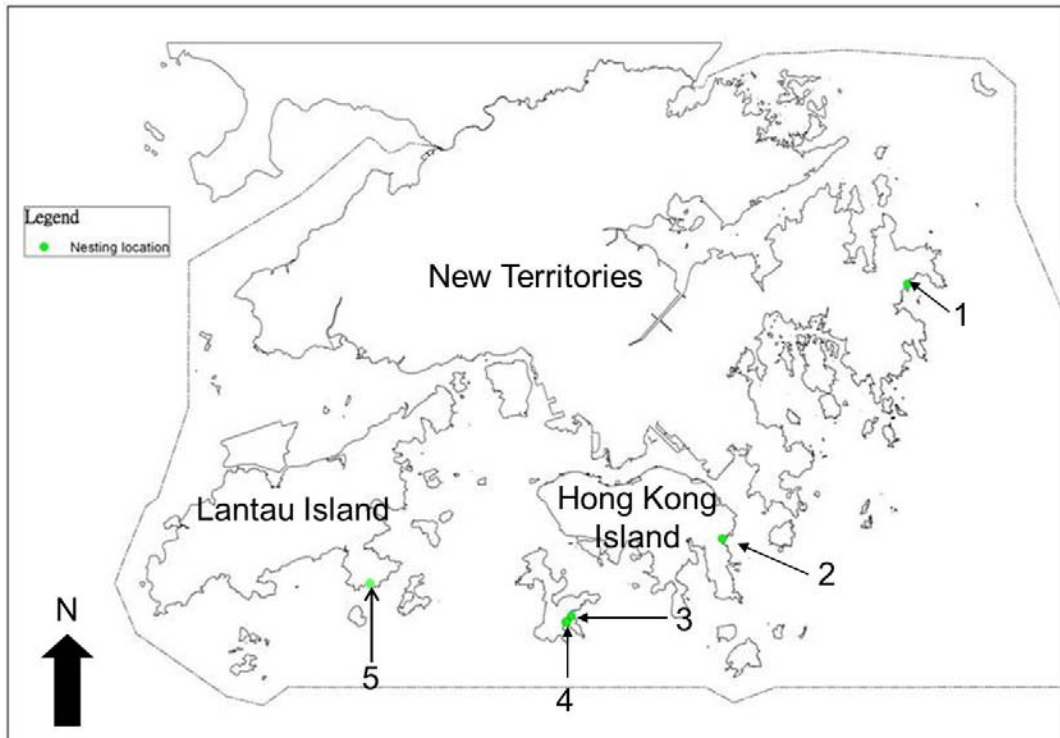 Legend
Nesting location
New Territories
1
Lantau Island
Hong Kong
Island
2
3
4
5
N